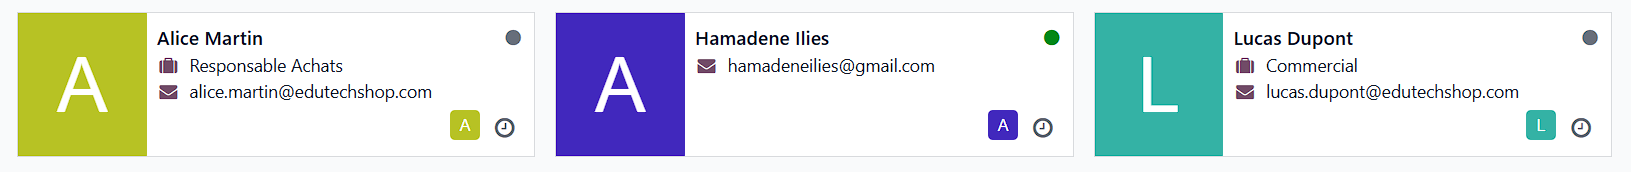 A
Alice Martin
Responsable Achats
alice.martin@edutechshop.com
A
A
Hamadene Ilies
hamadeneilies@gmail.com
A
L
Lucas Dupont
Commercial
lucas.dupont@edutechshop.com
L